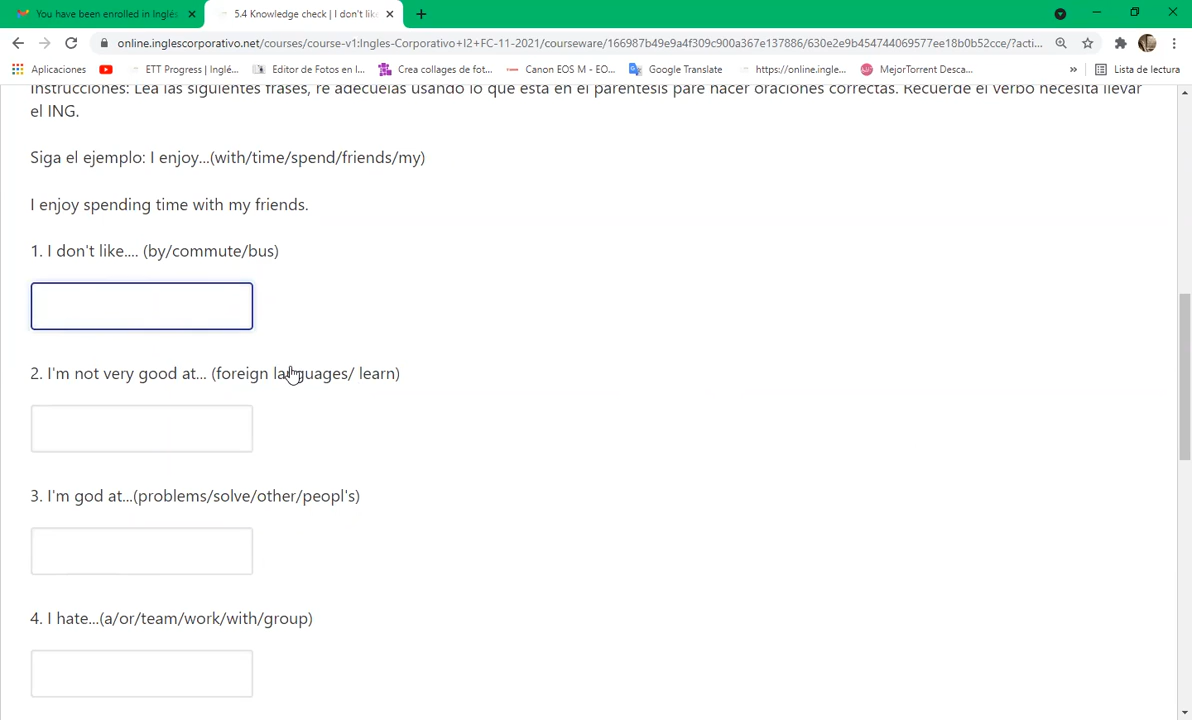 You have been enrolled in Inglés
5.4 Knowledge check | I don't lik
online.inglescorporativo.net/courses/course-v1:Ingles-Corporativo+I2+FC-11-2021/courseware/166987b49e9a4f309c900a367e137886/630e2e9b454744069577ee18b0b52cce/?acti...
Aplicaciones
ETT Progress | Inglé...
Editor de Fotos en l...
Crea collages de fot...
Canon EOS M - EO...
Google Translate
https://online.ingle...
MejorTorrent Desca...
»
Lista de lectura
Instrucciones: Lea las siguientes frases, re adecuelas usando lo que está en el paréntesis pare hacer oraciones correctas. Recuerde el verbo necesita llevar
el ING.
Siga el ejemplo: I enjoy...(with/time/spend/friends/my)
I enjoy spending time with my friends.
1. I don't like.... (by/commute/bus)
2. I'm not very good at... (foreign languages/ learn)
3. I'm god at...(problems/solve/other/peopl's)
4. I hate...(a/or/team/work/with/group)